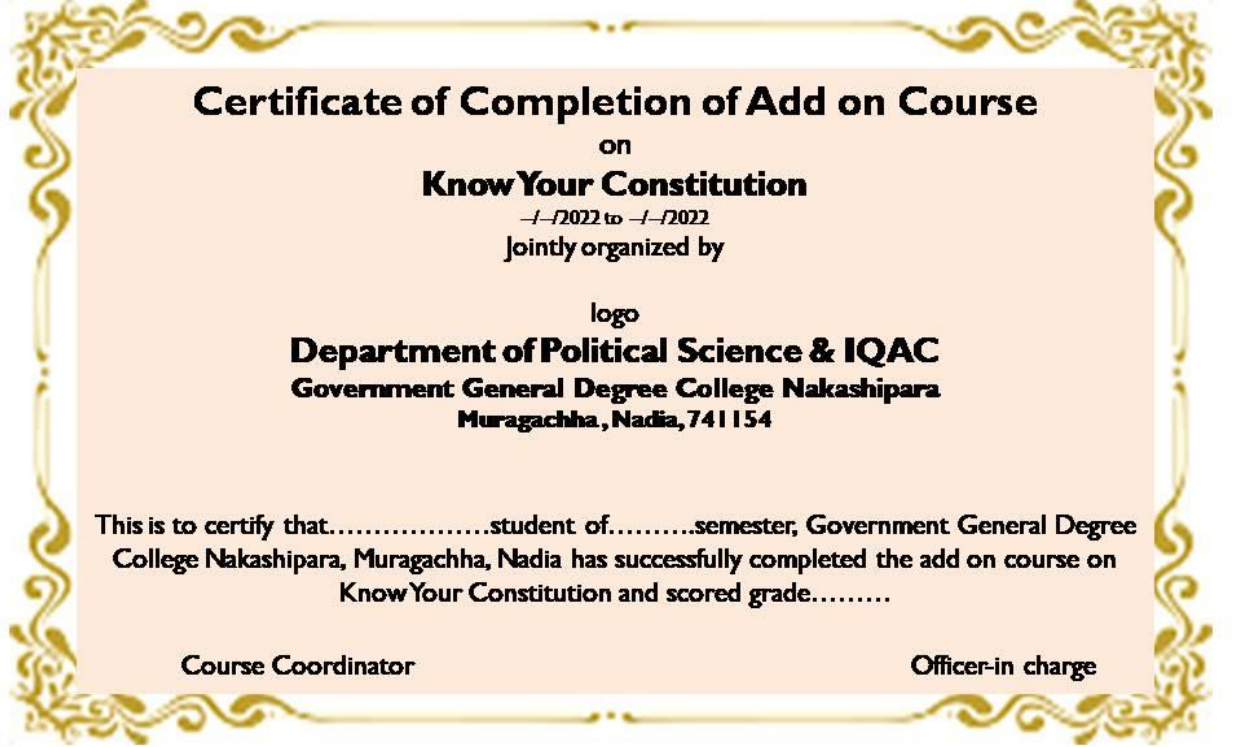 Certificate of Completion of Add on Course
on
Know Your Constitution
--/--/2022 to --/--/2022
Jointly organized by
logo
Department of Political Science & IQAC
Government General Degree College Nakashipara
Muragachha , Nadia, 741154
This is to certify that..................student of..........semester, Government General Degree
College Nakashipara, Muragachha, Nadia has successfully completed the add on course on
Know Your Constitution and scored grade.........
Course Coordinator
Officer-in charge